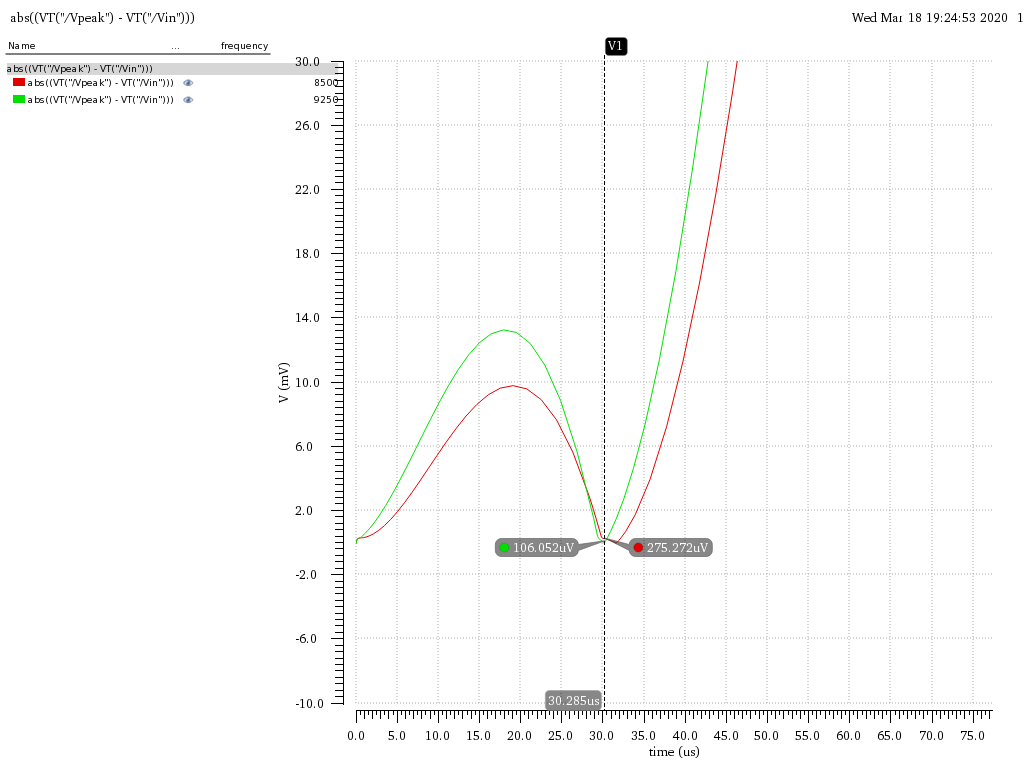 abs((VT("/Vpeak") - VT("/Vin")))
Wed Mar 18 19:24:53 2020 1
Name ... frequency
abs((VT("/Vpeak") - VT("/Vin")))
abs((VT("/Vpeak") - VT("/Vin"))) 8500
abs((VT("/Vpeak") - VT("/Vin"))) 9250
V1
30.0
26.0
22.0
18.0
14.0
10.0
6.0
2.0
-2.0
-6.0
-10.0
V (mV)
106.052uV
275.272uV
30.285us
0.0 5.0 10.0 15.0 20.0 25.0 30.0 35.0 40.0 45.0 50.0 55.0 60.0 65.0 70.0 75.0
time (us)